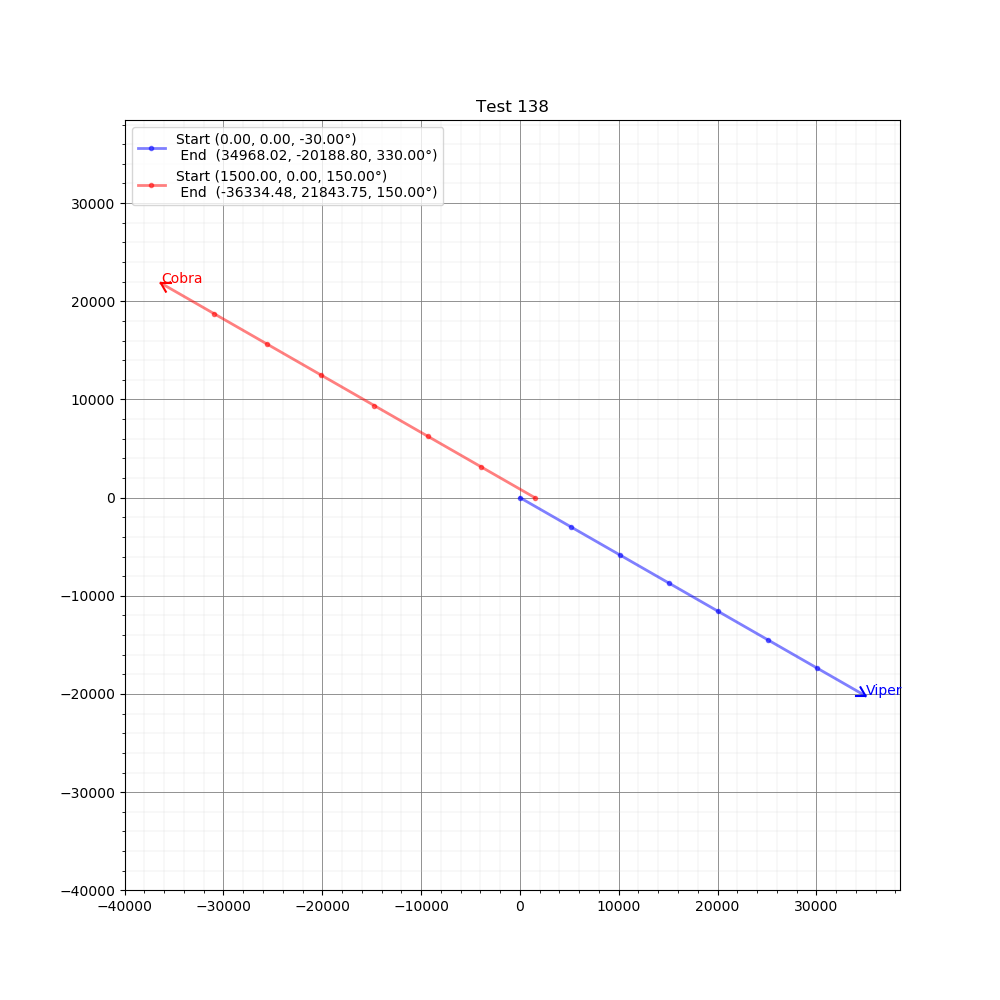 Test 138
Start (0.00, 0.00, -30.00°)
End (34968.02, -20188.80, 330.00°)
Start (1500.00, 0.00, 150.00°)
End (-36334.48, 21843.75, 150.00°)
30000
Cobra
20000
10000
0
−10000
Viper
−20000
−30000
−40000
−40000 −30000 −20000 −10000 0 10000 20000 30000